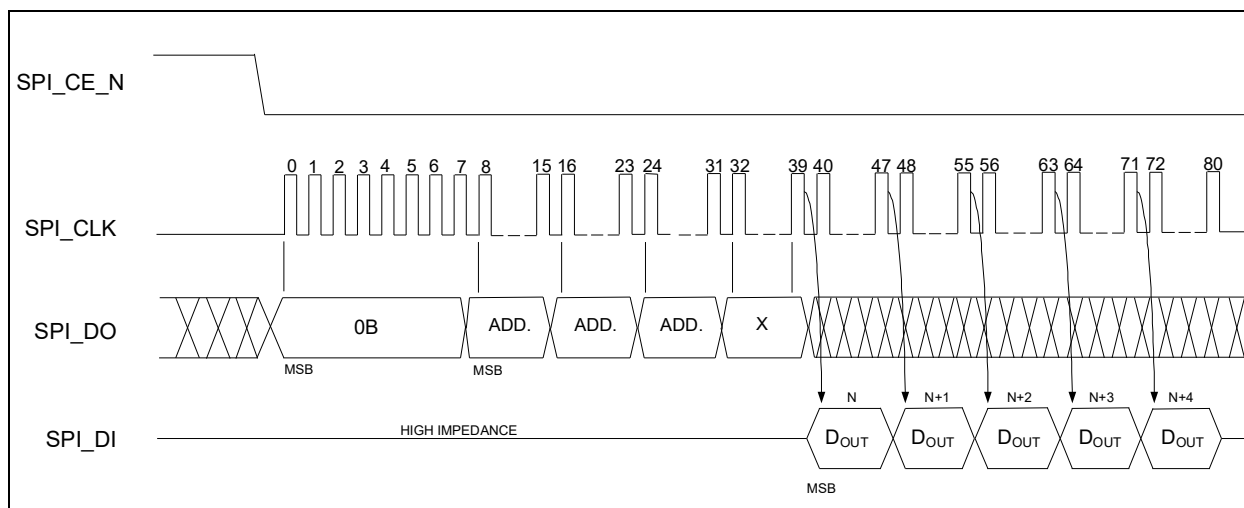 SPI_CE_N
0 1 2 3 4 5 6 7 8 15 16 23 24 31 32 39 40 47 48 55 56 63 64 71 72 80
SPI_CLK
SPI_DO
0B ADD. ADD. ADD. X
MSB MSB
N N+1 N+2 N+3 N+4
SPI_DI
HIGH IMPEDANCE
DOUT DOUT DOUT DOUT DOUT
MSB